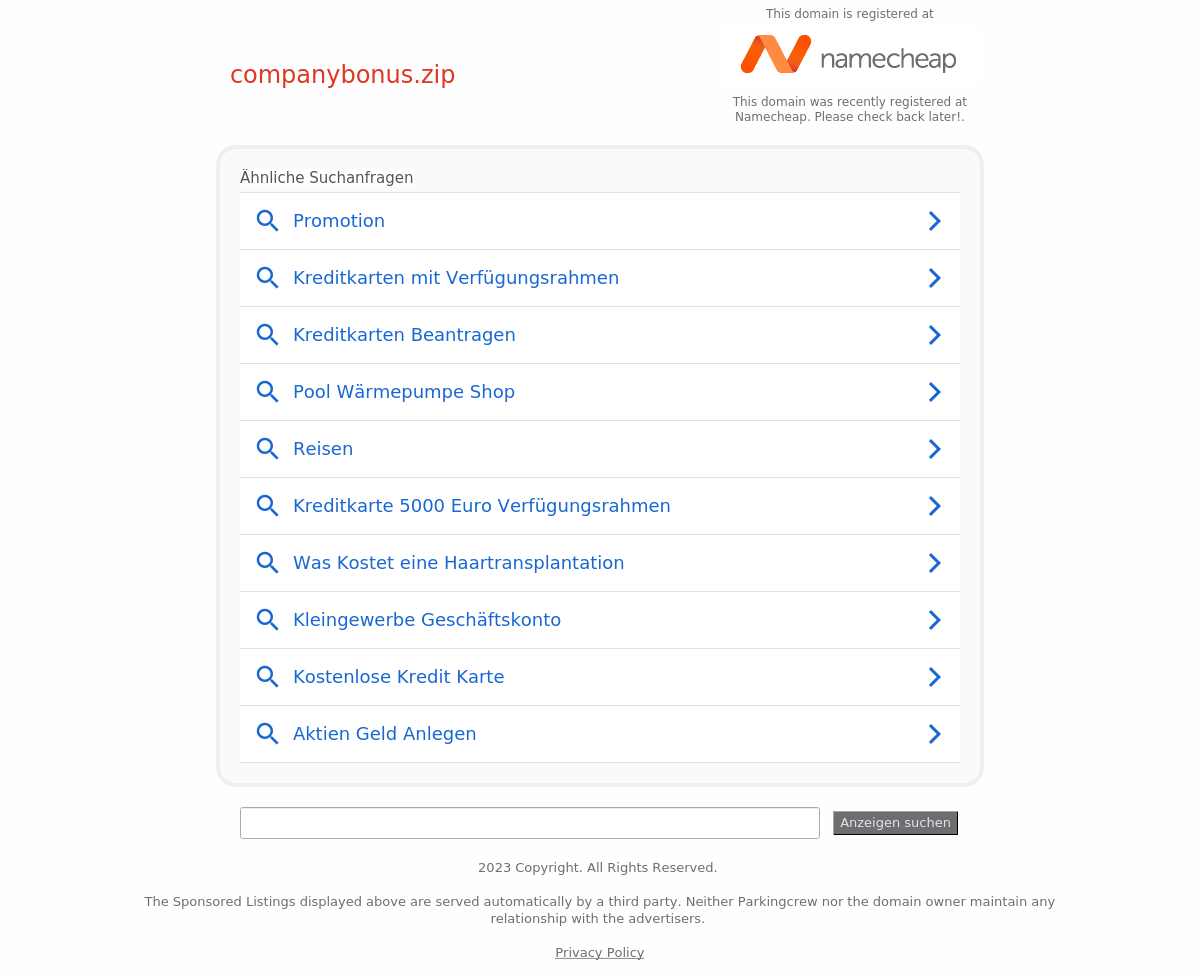 This domain is registered at
namecheap
companybonus.zip
This domain was recently registered at
Namecheap. Please check back later!.
Ähnliche Suchanfragen
Promotion
Kreditkarten mit Verfügungsrahmen
Kreditkarten Beantragen
Pool Wärmepumpe Shop
Reisen
Kreditkarte 5000 Euro Verfügungsrahmen
Was Kostet eine Haartransplantation
Kleingewerbe Geschäftskonto
Kostenlose Kredit Karte
Aktien Geld Anlegen
Anzeigen suchen
2023 Copyright. All Rights Reserved.
The Sponsored Listings displayed above are served automatically by a third party. Neither Parkingcrew nor the domain owner maintain any
relationship with the advertisers.
Privacy Policy